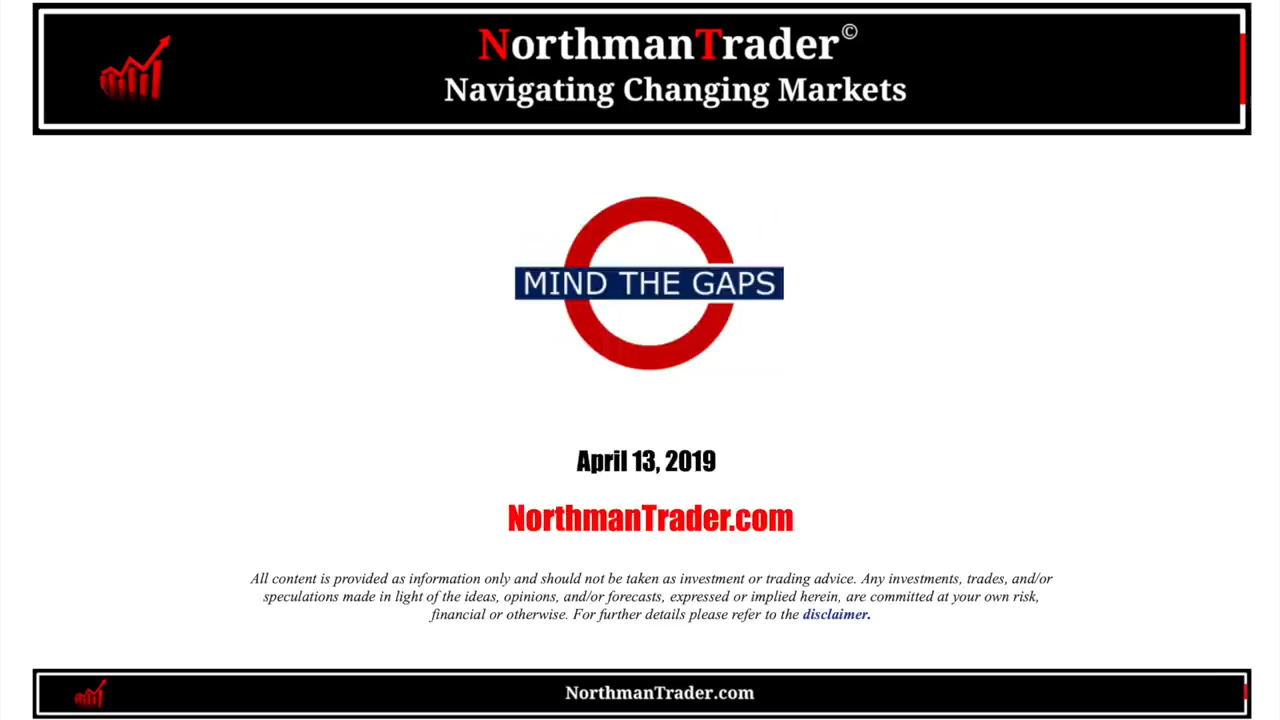 NorthmanTrader©
Navigating Changing Markets
MIND THE GAPS
April 13, 2019
NorthmanTrader.com
All content is provided as information only and should not be taken as investment or trading advice. Any investments, trades, and/or
speculations made in light of the ideas, opinions, and/or forecasts, expressed or implied herein, are committed at your own risk,
financial or otherwise. For further details please refer to the disclaimer.
NorthmanTrader.com